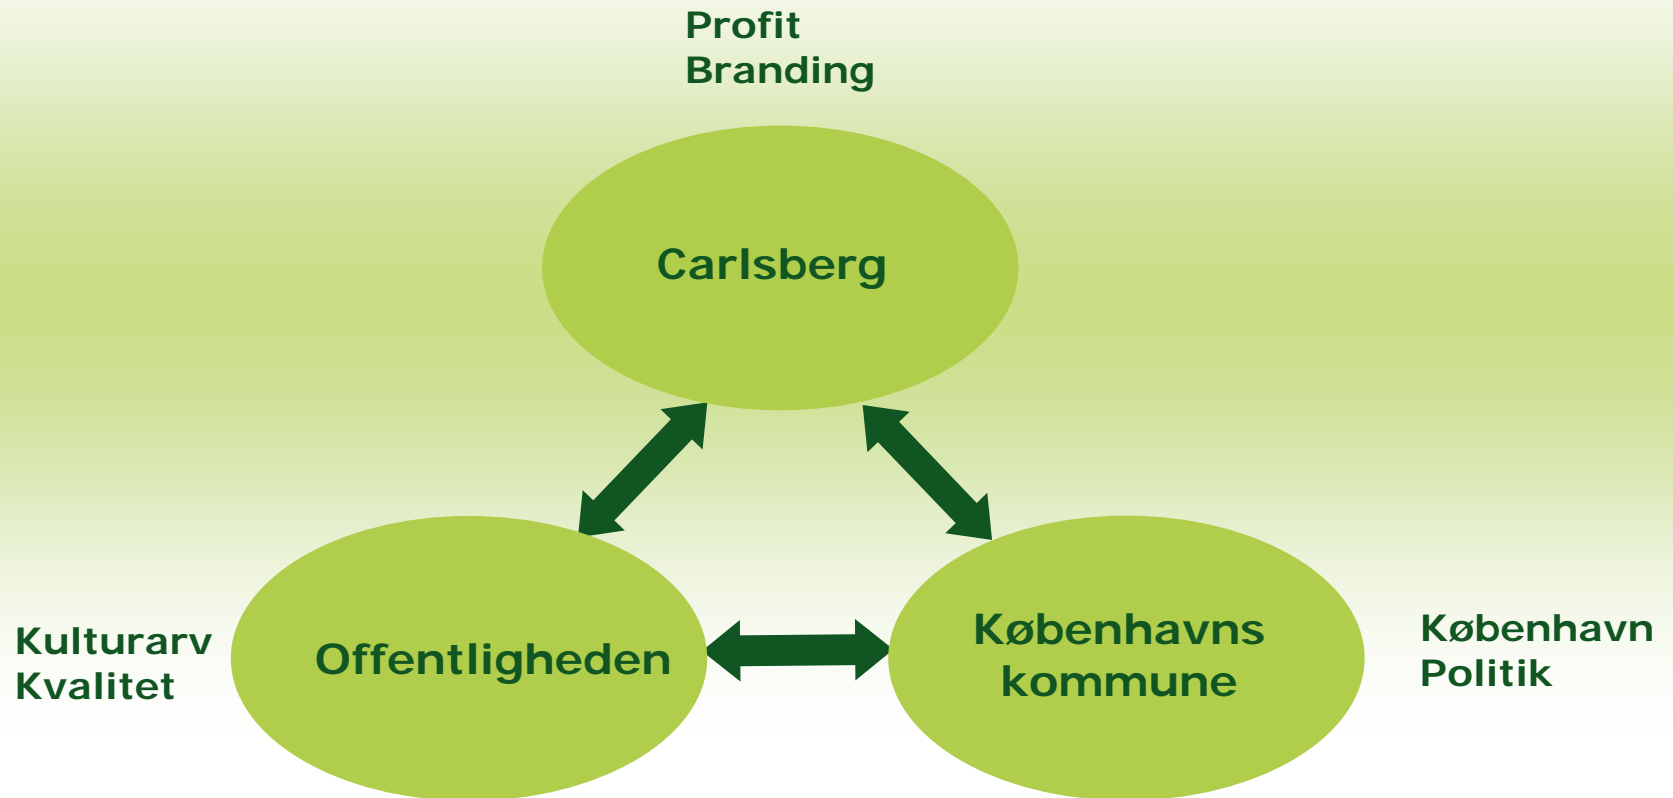 Profit
Branding
Carlsberg
Kulturarv
Kvalitet
Offentligheden
Københavns
kommune
København
Politik